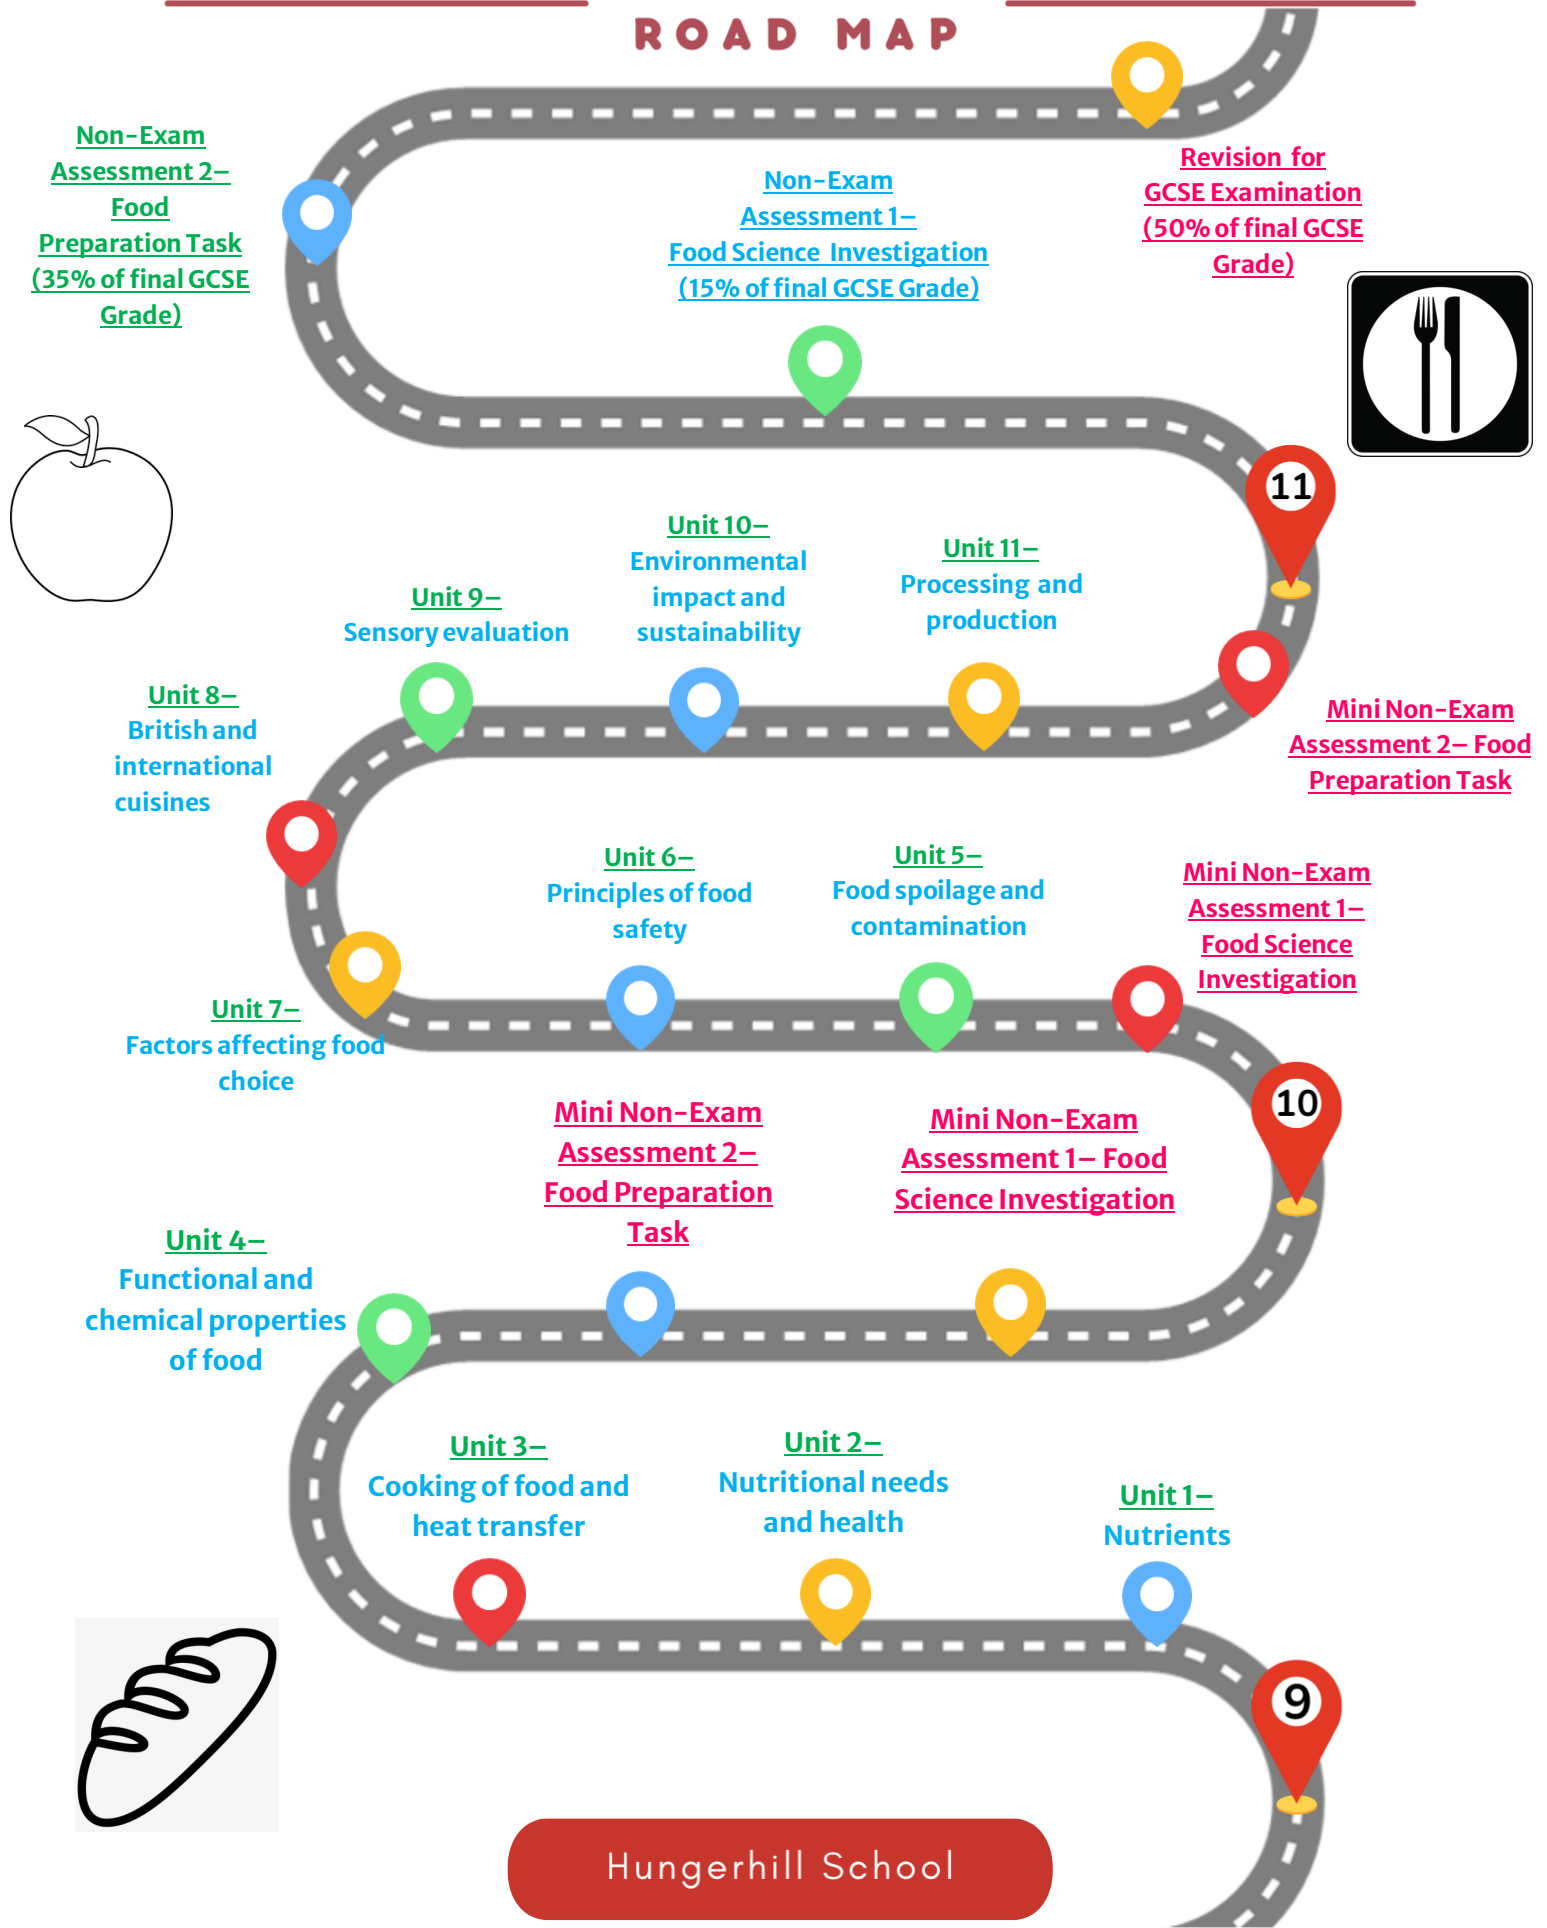 ROAD MAP
Non-Exam
Assessment 2–
Food
Preparation Task
(35% of final GCSE
Grade)
Non-Exam
Assessment 1–
Food Science Investigation
(15% of final GCSE Grade)
Revision for
GCSE Examination
(50% of final GCSE
Grade)
11
Unit 9–
Sensory evaluation
Unit 10–
Environmental
impact and
sustainability
Unit 11–
Processing and
production
Unit 8–
British and
international
cuisines
Mini Non-Exam
Assessment 2– Food
Preparation Task
Unit 6–
Principles of food
safety
Unit 5–
Food spoilage and
contamination
Mini Non-Exam
Assessment 1–
Food Science
Investigation
Unit 7–
Factors affecting food
choice
10
Mini Non-Exam
Assessment 2–
Food Preparation
Task
Mini Non-Exam
Assessment 1– Food
Science Investigation
Unit 4–
Functional and
chemical properties
of food
Unit 3–
Cooking of food and
heat transfer
Unit 2–
Nutritional needs
and health
Unit 1–
Nutrients
9
Hungerhill School